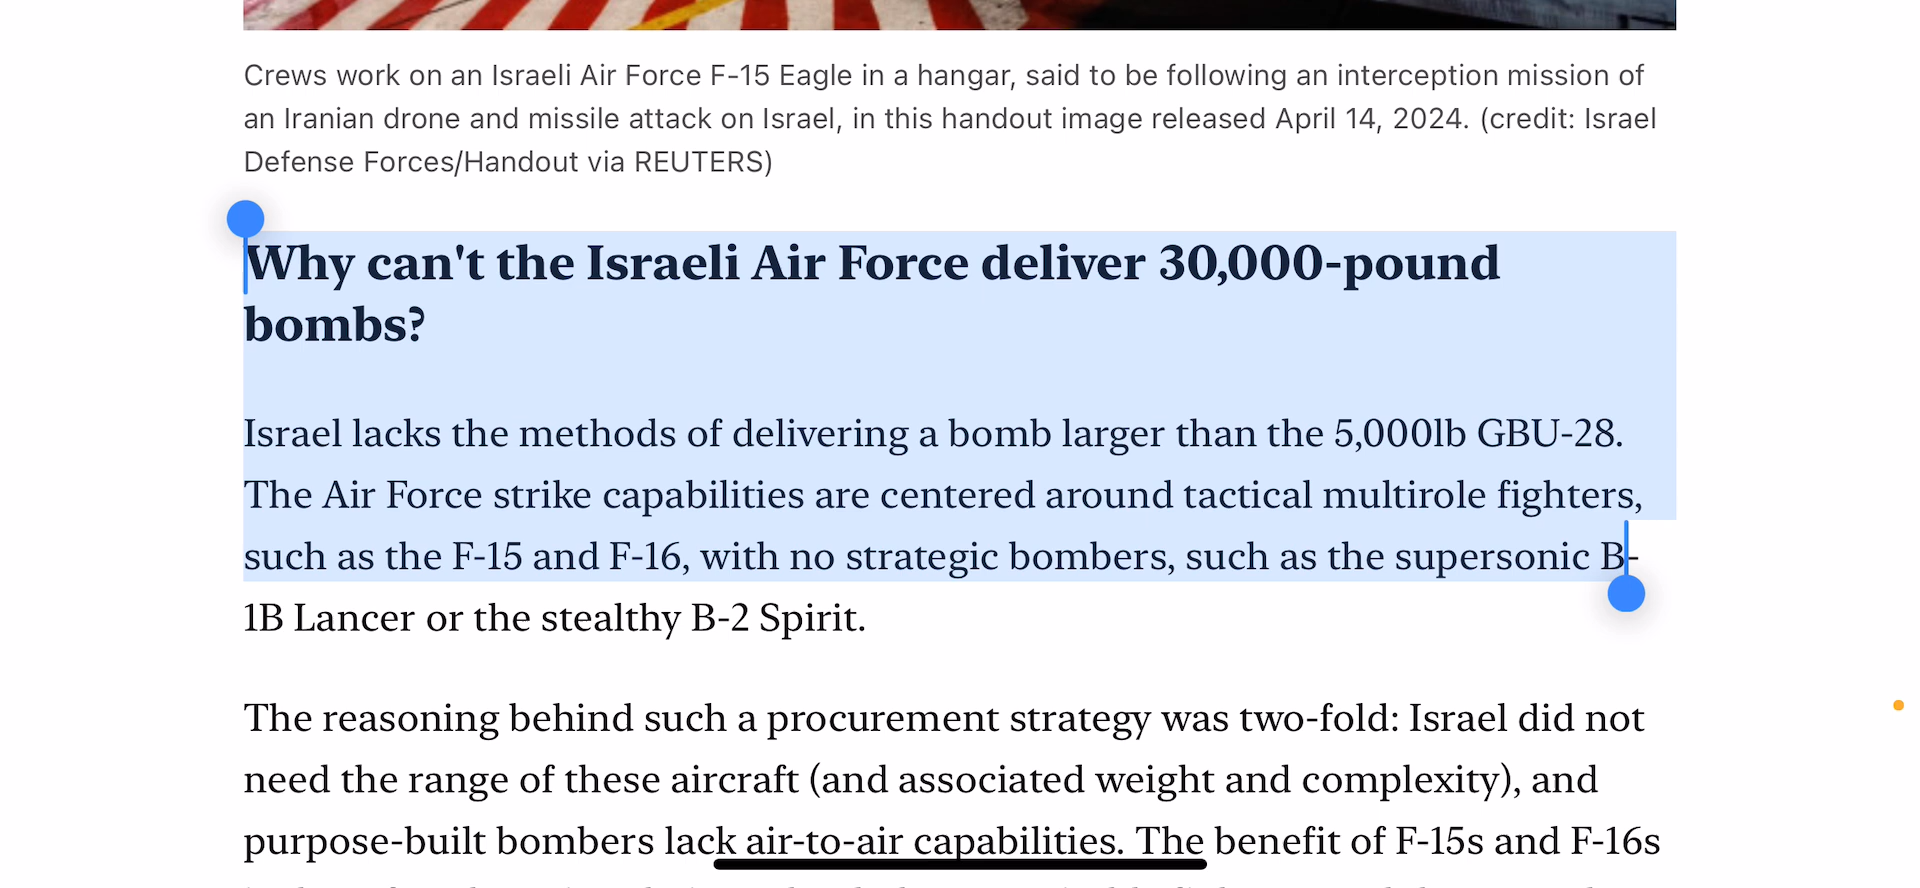 Crews work on an Israeli Air Force F-15 Eagle in a hangar, said to be following an interception mission of
an Iranian drone and missile attack on Israel, in this handout image released April 14, 2024. (credit: Israel
Defense Forces/Handout via REUTERS)
Why can't the Israeli Air Force deliver 30,000-pound
bombs?
Israel lacks the methods of delivering a bomb larger than the 5,000lb GBU-28.
The Air Force strike capabilities are centered around tactical multirole fighters,
such as the F-15 and F-16, with no strategic bombers, such as the supersonic B-
1B Lancer or the stealthy B-2 Spirit.
The reasoning behind such a procurement strategy was two-fold: Israel did not
need the range of these aircraft (and associated weight and complexity), and
purpose-built bombers lack air-to-air capabilities. The benefit of F-15s and F-16s